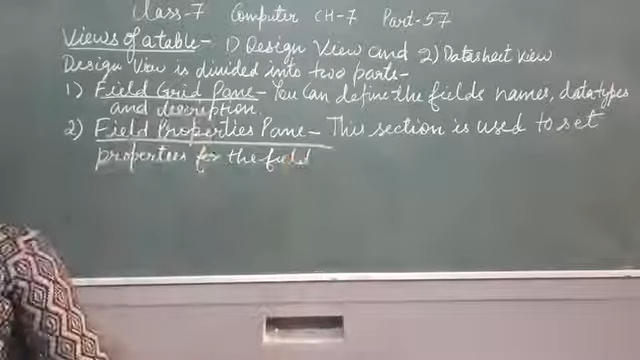 Class-7 Computer CH-7 Part-57
Views of a table- 1) Design View and 2) Datasheet view
Design View is divided into two parts-
1) Field Grid Pane- You can define the fields names, datatypes
and description.
2) Field Properties Pane- This section is used to set
properties for the field